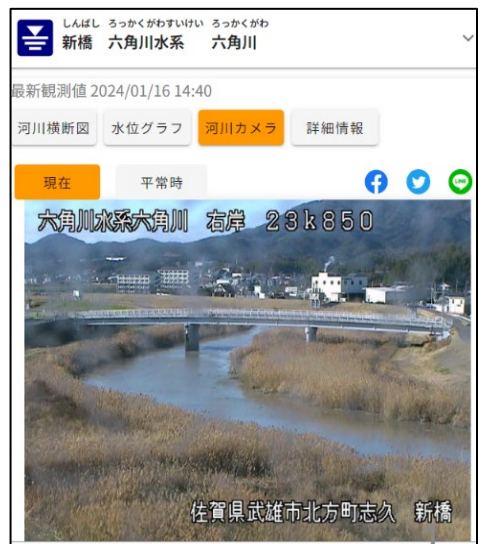 しんばし ろっかくがわすいけい ろっかくがわ
新橋 六角川水系 六角川
最新観測値 2024/01/16 14:40
河川横断図 水位グラフ 河川カメラ 詳細情報
現在 平常時
LINE
六角川水系六角川 右岸 23k850
佐賀県武雄市北方町志久 新橋